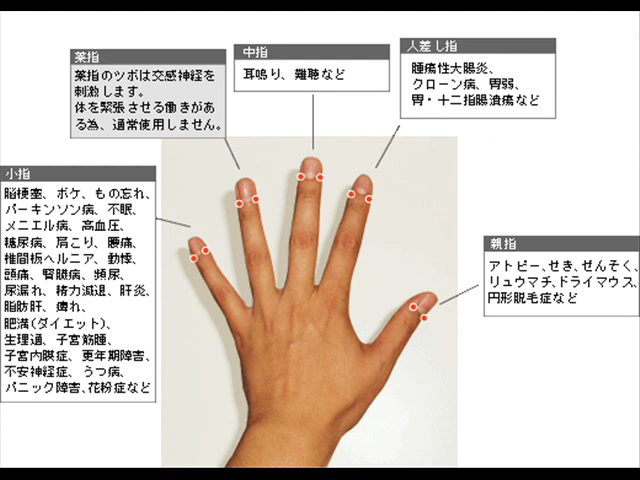 薬指
薬指のツボは交感神経を
刺激します。
体を緊張させる働きがあ
る為、通常使用しません。
中指
耳鳴り、難聴など
人差し指
腫瘍性大腸炎、
クローン病、胃弱、
胃・十二指腸潰瘍など
小指
脳梗塞、ボケ、もの忘れ、
パーキンソン病、不眠、
メニエル病、高血圧、
糖尿病、肩こり、腰痛、
椎間板ヘルニア、動悸、
頭痛、腎臓病、頻尿、
尿漏れ、精力減退、肝炎、
脂肪肝、痺れ、
肥満(ダイエット)、
生理通、子宮筋腫、
子宮内膜症、更年期障害、
不安神経症、うつ病、
パニック障害、花粉症など
親指
アトピー、せき、ぜんそく、
リュウマチ、ドライマウス、
円形脱毛症など